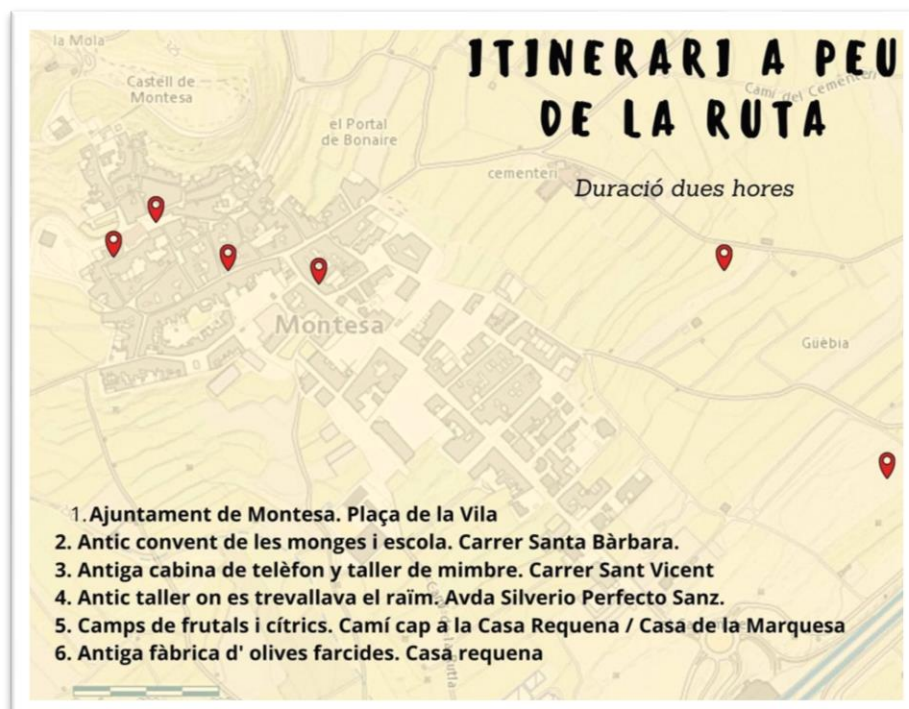 ITINERARI A PEU
DE LA RUTA
Duració dues hores
la Mola
Castell de
Montesa
el Portal
de Bonaire
Camí del Cementeri
cementeri
Montesa
Güèbia
1. Ajuntament de Montesa. Plaça de la Vila
2. Antic convent de les monges i escola. Carrer Santa Bàrbara.
3. Antiga cabina de telèfon y taller de mimbre. Carrer Sant Vicent
4. Antic taller on es trevallava el raïm. Avda Silverio Perfecto Sanz.
5. Camps de frutals i cítrics. Camí cap a la Casa Requena / Casa de la Marquesa
6. Antiga fàbrica d' olives farcides. Casa requena